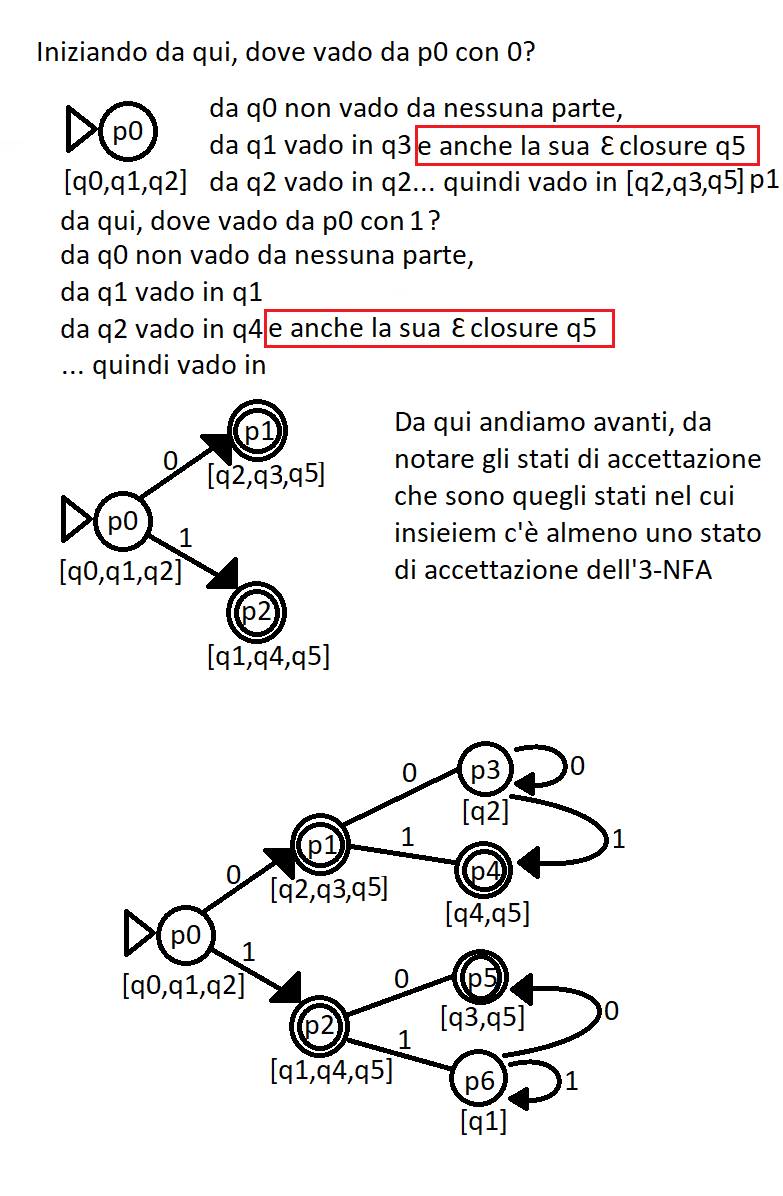 Iniziando da qui, dove vado da p0 con 0?
p0
[q0,q1,q2]
da q0 non vado da nessuna parte,
da q1 vado in q3 e anche la sua Ɛ closure q5
da q2 vado in q2... quindi vado in [q2,q3,q5] p1
da qui, dove vado da p0 con 1?
da q0 non vado da nessuna parte,
da q1 vado in q1
da q2 vado in q4 e anche la sua Ɛ closure q5
... quindi vado in
p1
0
[q2,q3,q5]
p0
1
[q0,q1,q2]
p2
[q1,q4,q5]
Da qui andiamo avanti, da
notare gli stati di accettazione
che sono quegli stati nel cui
insieiem c'è almeno uno stato
di accettazione dell'3-NFA
p3
0
0
[q2]
1
p1
1
p4
0
[q2,q3,q5]
[q4,q5]
p0
1
[q0,q1,q2]
0
p5
[q3,q5]
0
p2
1
[q1,q4,q5]
p6
1
[q1]